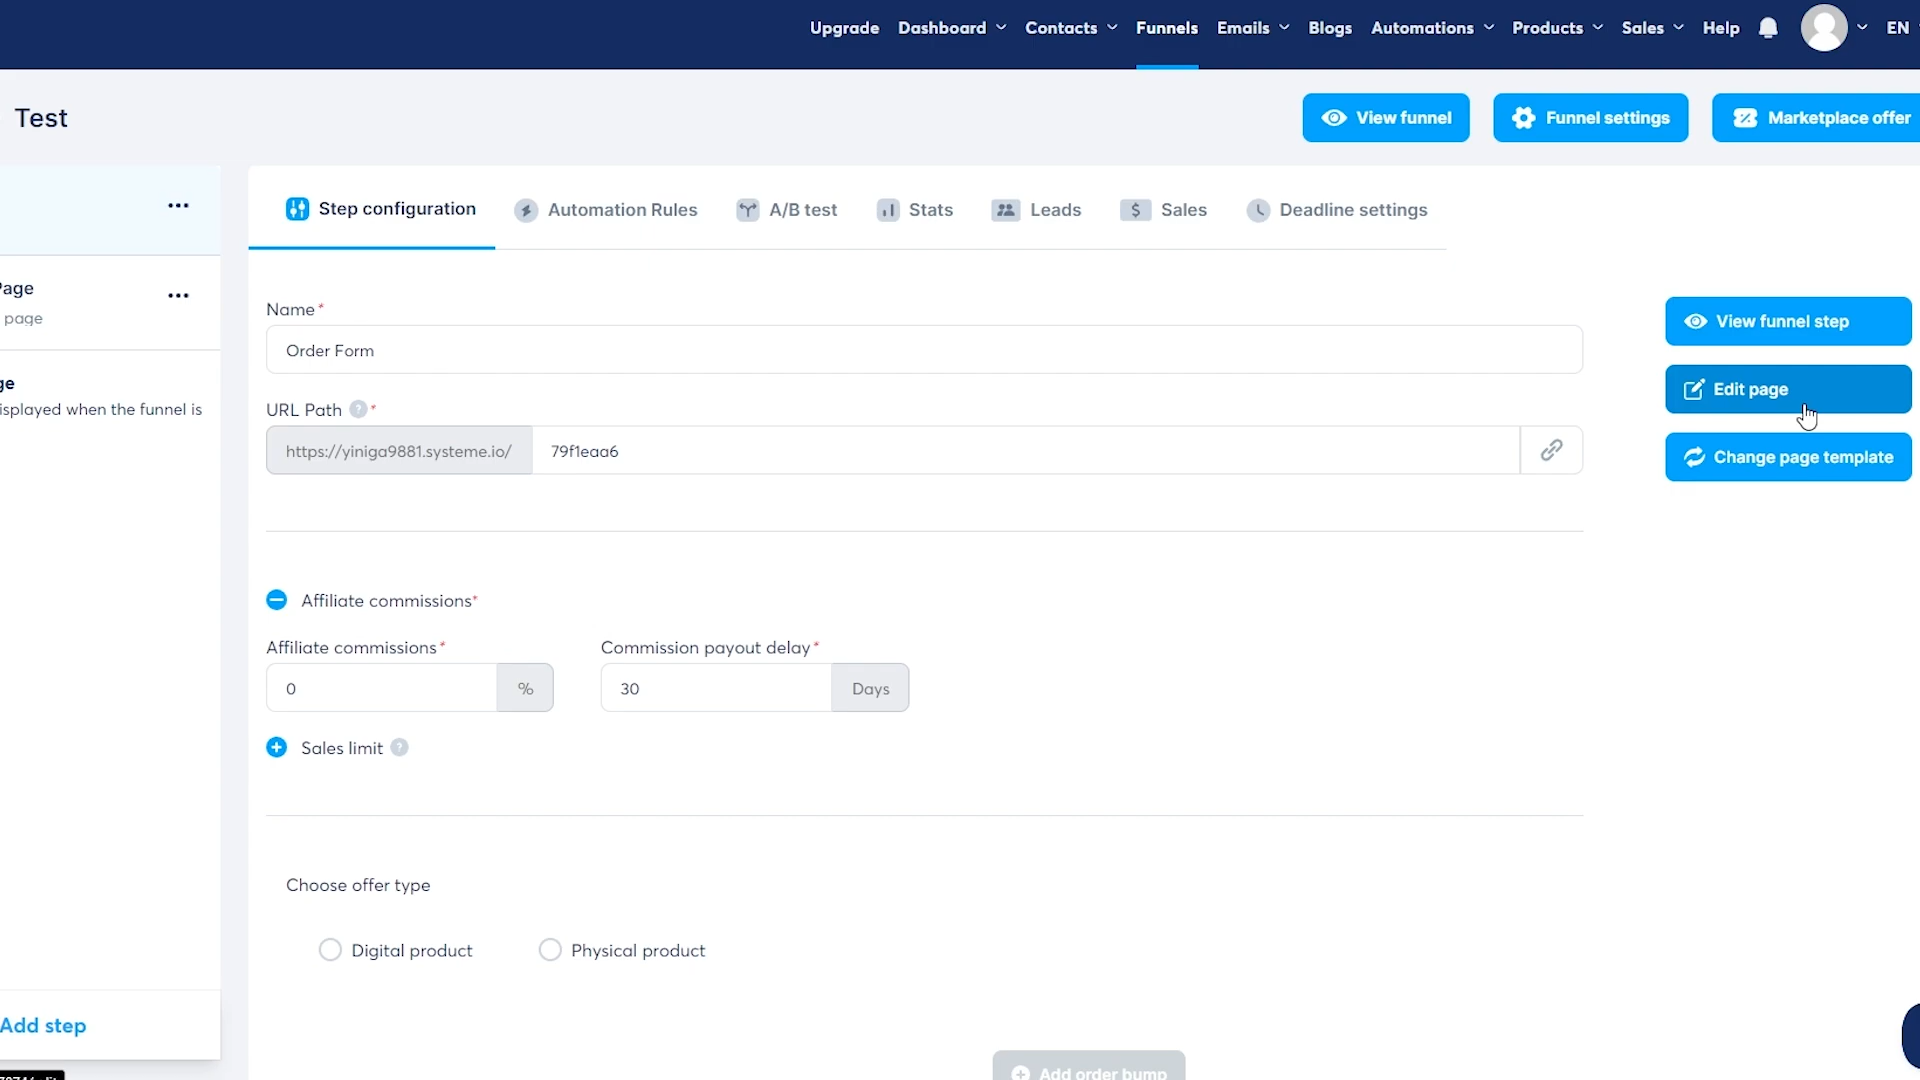 Upgrade Dashboard Contacts Funnels Emails Blogs Automations Products Sales Help EN
Test
View funnel Funnel settings Marketplace offer
Step configuration Automation Rules A/B test Stats Leads $ Sales Deadline settings
Page
page
ge
isplayed when the funnel is
Add step
Name*
Order Form
URL Path ? *
https://yiniga9881.systeme.io/ 79f1eaa6
View funnel step
Edit page
Change page template
Affiliate commissions*
Affiliate commissions* Commission payout delay*
0 % 30 Days
Sales limit ?
Choose offer type
Digital product Physical product
Add order bump